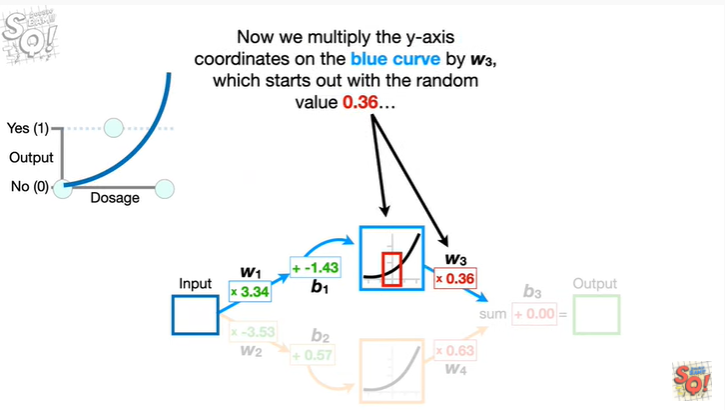 Now we multiply the y-axis
coordinates on the blue curve by w₃,
which starts out with the random
value 0.36…
SQ!
Yes (1)
Output
No (0)
Dosage
Input
w₁
× 3.34
+ -1.43
b₁
w₃
× 0.36
b₃
Output
sum + 0.00 =
× -3.53
w₂
b₂
+ 0.57
× 0.63
w₄
SQ!